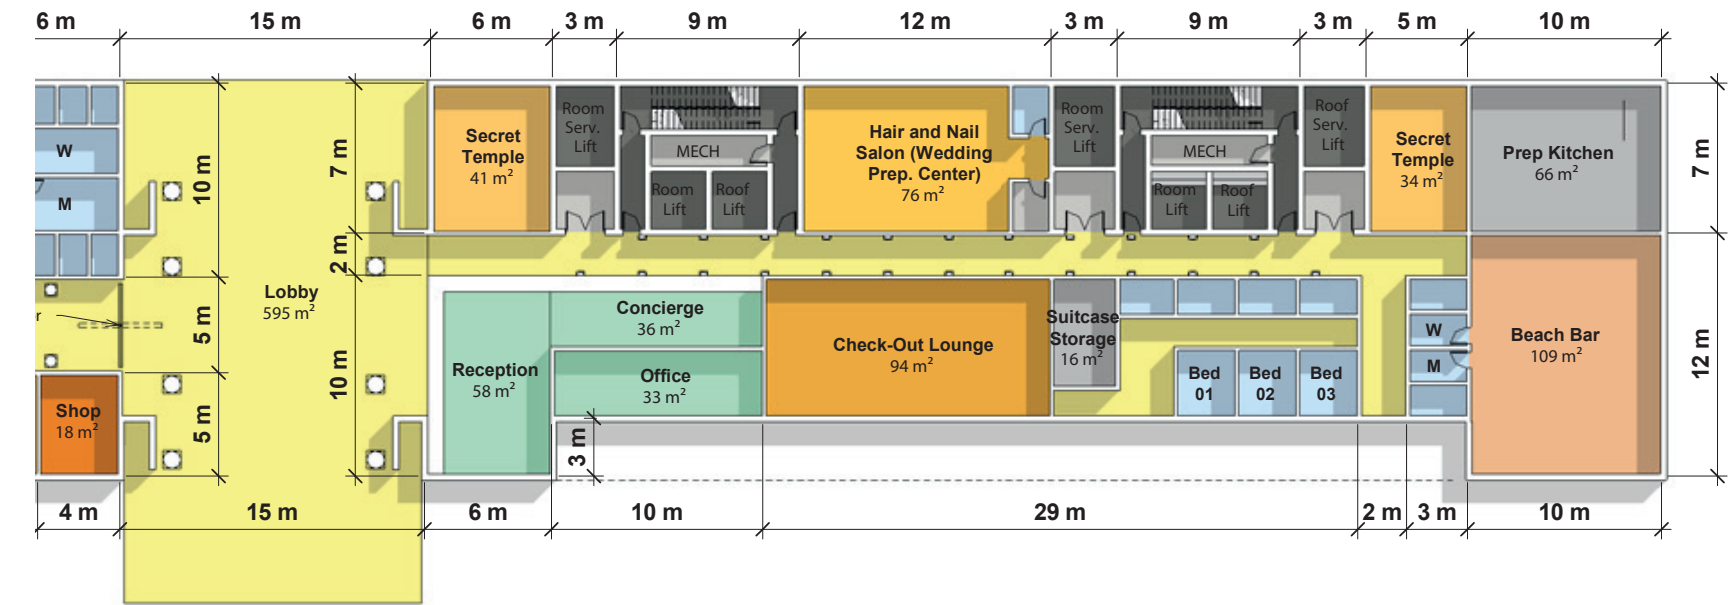 6 m
15 m
6 m
3 m
9 m
12 m
3 m
9 m
3 m
5 m
10 m
W
M
r
Shop
18 m²
10 m
5 m
5 m
7 m
2 m
10 m
Lobby
595 m²
Secret
Temple
41 m²
Room
Serv.
Lift
MECH
Room
Lift
Roof
Lift
Hair and Nail
Salon (Wedding
Prep. Center)
76 m²
Room
Serv.
Lift
MECH
Room
Lift
Roof
Lift
Roof
Serv.
Lift
Secret
Temple
34 m²
Prep Kitchen
66 m²
7 m
Reception
58 m²
Concierge
36 m²
Office
33 m²
3 m
Check-Out Lounge
94 m²
Suitcase
Storage
16 m²
Bed
01
Bed
02
Bed
03
W
M
Beach Bar
109 m²
12 m
4 m
15 m
6 m
10 m
29 m
2 m
3 m
10 m